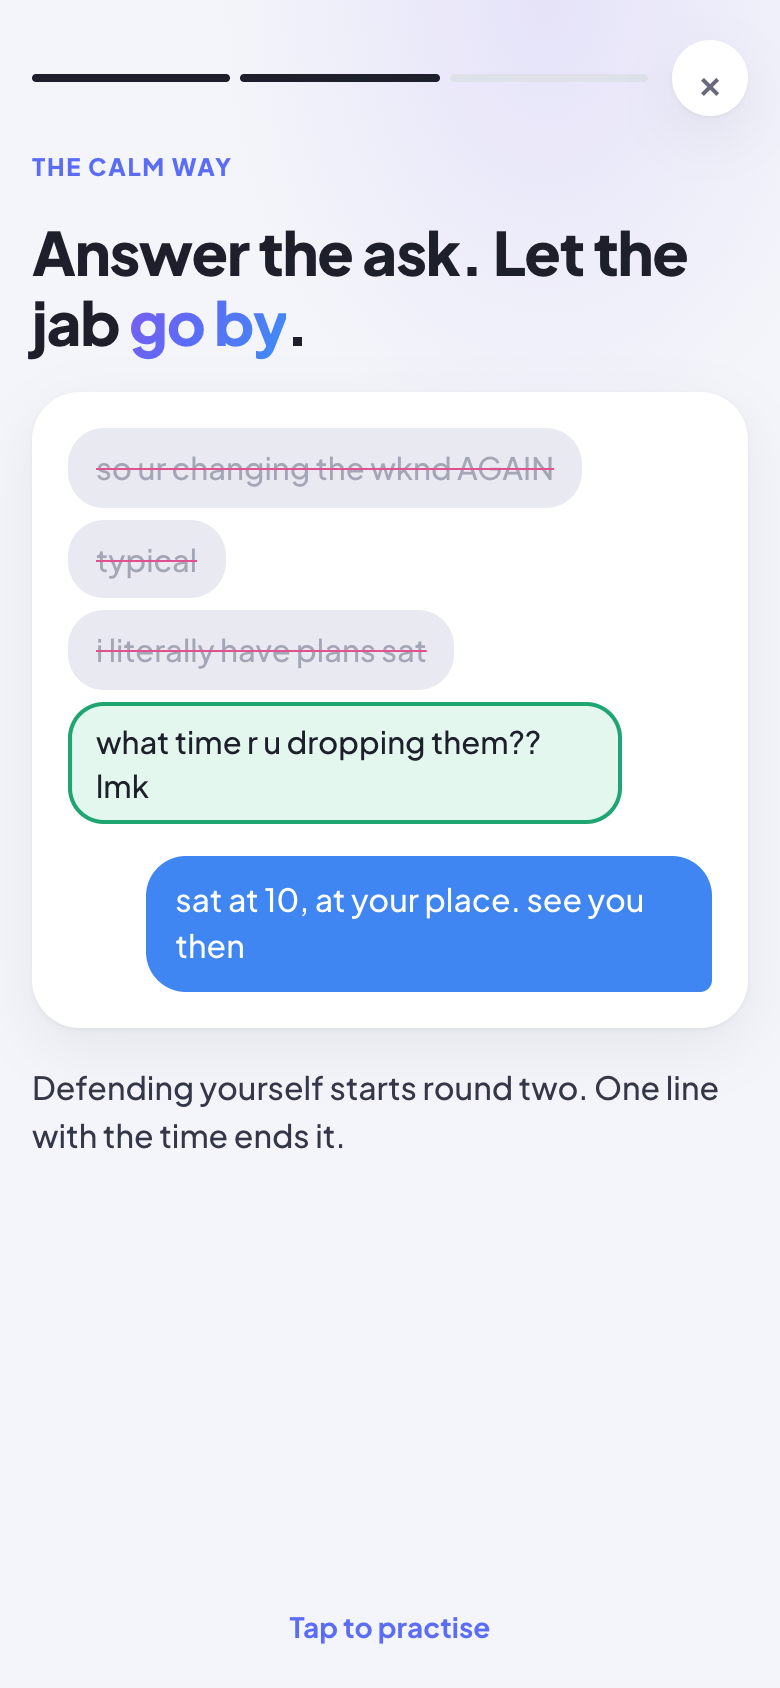 ×
THE CALM WAY
Answer the ask. Let the
jab go by.
so ur changing the wknd AGAIN
typical
i literally have plans sat
what time r u dropping them??
lmk
sat at 10, at your place. see you
then
Defending yourself starts round two. One line
with the time ends it.
Tap to practise